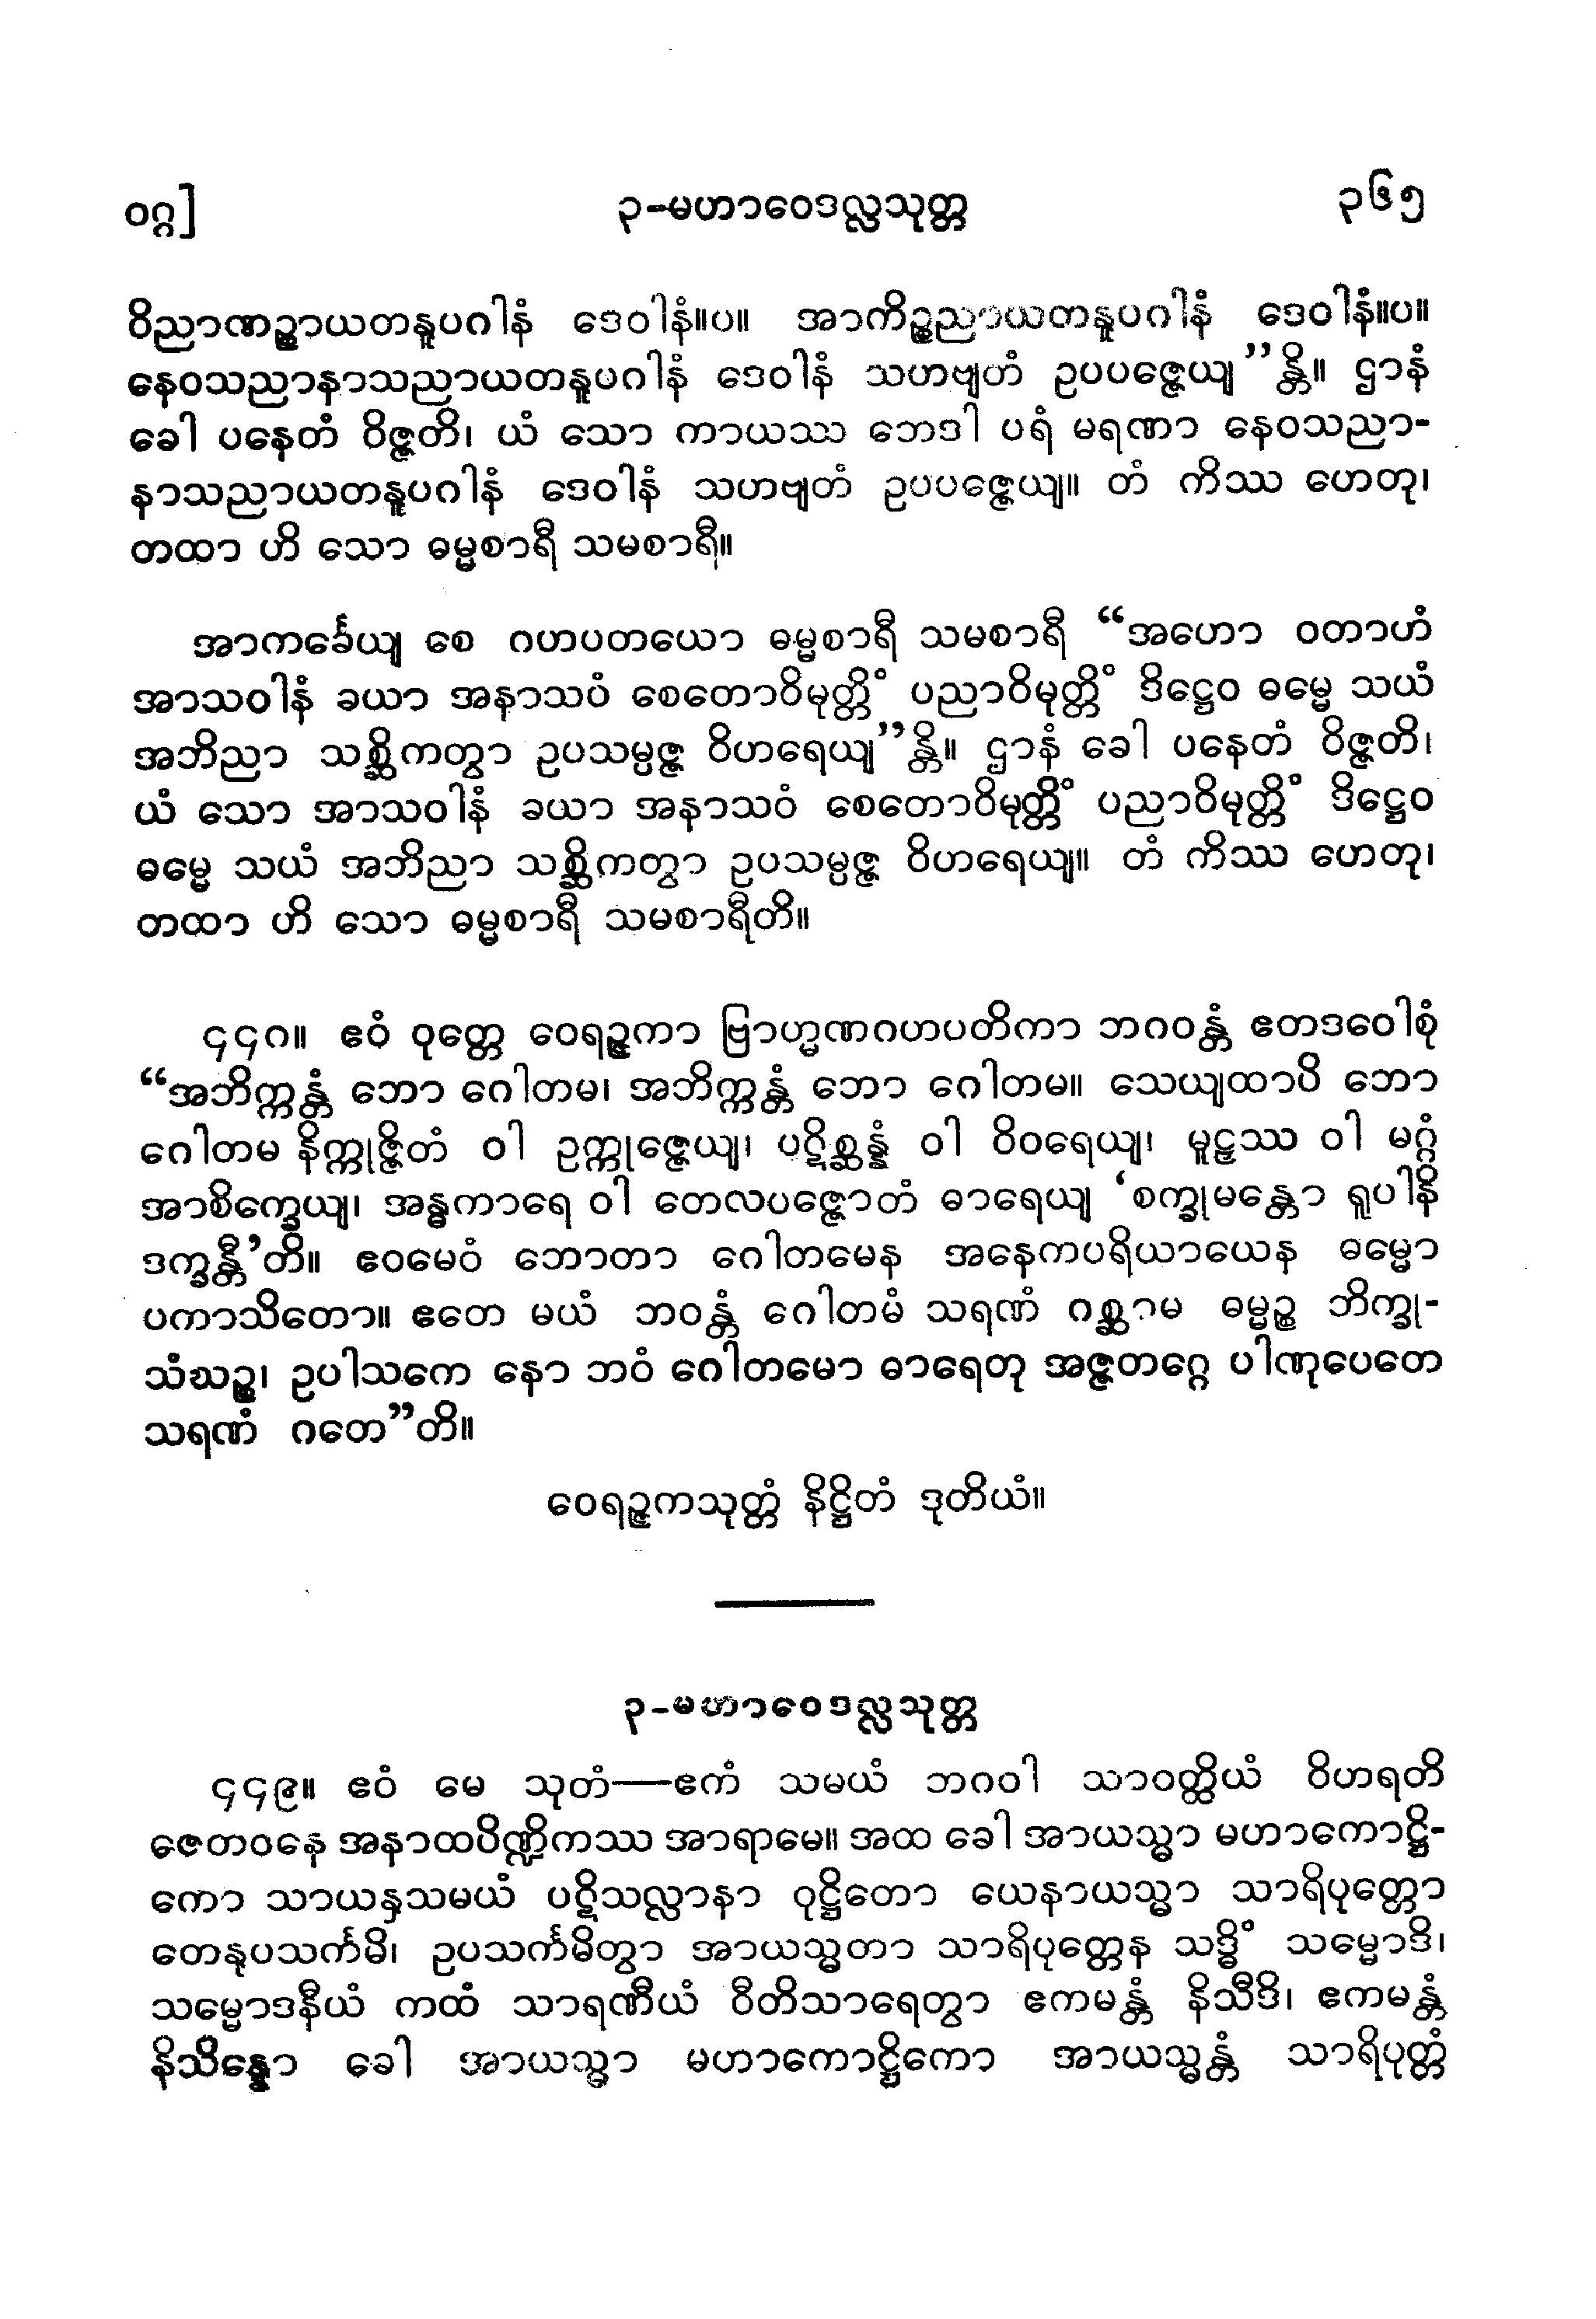 ဝဂ္ဂ]
၃-မဟာဝေဒလ္လသုတ္တ
၃၆၅
ဝိညာဏဉ္စာယတနူပဂါနံ ဒေဝါနံ။ပ။ အာကိဉ္စညာယတနူပဂါနံ ဒေဝါနံ။ပ။
နေဝသညာနာသညာယတနူပဂါနံ ဒေဝါနံ သဟဗျတံ ဥပပဇ္ဇေယျ”န္တိ။ ဌာနံ
ခေါ ပနေတံ ဝိဇ္ဇတိ၊ ယံ သော ကာယဿ ဘေဒါ ပရံ မရဏာ နေဝသညာ-
နာသညာယတနူပဂါနံ ဒေဝါနံ သဟဗျတံ ဥပပဇ္ဇေယျ။ တံ ကိဿ ဟေတု၊
တထာ ဟိ သော ဓမ္မစာရီ သမစာရီ။
အာကင်္ခေယျ စေ ဂဟပတယော ဓမ္မစာရီ သမစာရီ “အဟော ဝတာဟံ
အာသဝါနံ ခယာ အနာသဝံ စေတောဝိမုတ္တိံ ပညာဝိမုတ္တိံ ဒိဋ္ဌေဝ ဓမ္မေ သယံ
အဘိညာ သစ္ဆိကတွာ ဥပသမ္ပဇ္ဇ ဝိဟရေယျ”န္တိ။ ဌာနံ ခေါ ပနေတံ ဝိဇ္ဇတိ၊
ယံ သော အာသဝါနံ ခယာ အနာသဝံ စေတောဝိမုတ္တိံ ပညာဝိမုတ္တိံ ဒိဋ္ဌေဝ
ဓမ္မေ သယံ အဘိညာ သစ္ဆိကတွာ ဥပသမ္ပဇ္ဇ ဝိဟရေယျ။ တံ ကိဿ ဟေတု၊
တထာ ဟိ သော ဓမ္မစာရီ သမစာရီတိ။
၄၄၈။ ဧဝံ ဝုတ္တေ ဝေရဉ္ဇကာ ဗြာဟ္မဏဂဟပတိကာ ဘဂဝန္တံ ဧတဒဝေါစုံ
“အဘိက္ကန္တံ ဘော ဂေါတမ၊ အဘိက္ကန္တံ ဘော ဂေါတမ။ သေယျထာပိ ဘော
ဂေါတမ နိက္ကုဇ္ဇိတံ ဝါ ဥက္ကုဇ္ဇေယျ၊ ပဋိစ္ဆန္နံ ဝါ ဝိဝရေယျ၊ မူဠှဿ ဝါ မဂ္ဂံ
အာစိက္ခေယျ၊ အန္ဓကာရေ ဝါ တေလပဇ္ဇောတံ ဓာရေယျ ‘စက္ခုမန္တော ရူပါနိ
ဒက္ခန္တီ’တိ။ ဧဝမေဝံ ဘောတာ ဂေါတမေန အနေကပရိယာယေန ဓမ္မော
ပကာသိတော။ ဧတေ မယံ ဘဝန္တံ ဂေါတမံ သရဏံ ဂစ္ဆာမ ဓမ္မဉ္စ ဘိက္ခု-
သံဃဉ္စ၊ ဥပါသကေ နော ဘဝံ ဂေါတမော ဓာရေတု အဇ္ဇတဂ္ဂေ ပါဏုပေတေ
သရဏံ ဂတေ”တိ။
ဝေရဉ္ဇကသုတ္တံ နိဋ္ဌိတံ ဒုတိယံ။
၃-မဟာဝေဒလ္လသုတ္တ
၄၄၉။ ဧဝံ မေ သုတံ—ဧကံ သမယံ ဘဂဝါ သာဝတ္ထိယံ ဝိဟရတိ
ဇေတဝနေ အနာထပိဏ္ဍိကဿ အာရာမေ။ အထ ခေါ အာယသ္မာ မဟာကောဋ္ဌိ-
ကော သာယနှသမယံ ပဋိသလ္လာနာ ဝုဋ္ဌိတော ယေနာယသ္မာ သာရိပုတ္တော
တေနုပသင်္ကမိ၊ ဥပသင်္ကမိတွာ အာယသ္မတာ သာရိပုတ္တေန သဒ္ဓိံ သမ္မောဒိ၊
သမ္မောဒနီယံ ကထံ သာရဏီယံ ဝီတိသာရေတွာ ဧကမန္တံ နိသီဒိ၊ ဧကမန္တံ
နိသိန္နော ခေါ အာယသ္မာ မဟာကောဋ္ဌိကော အာယသ္မန္တံ သာရိပုတ္တံ